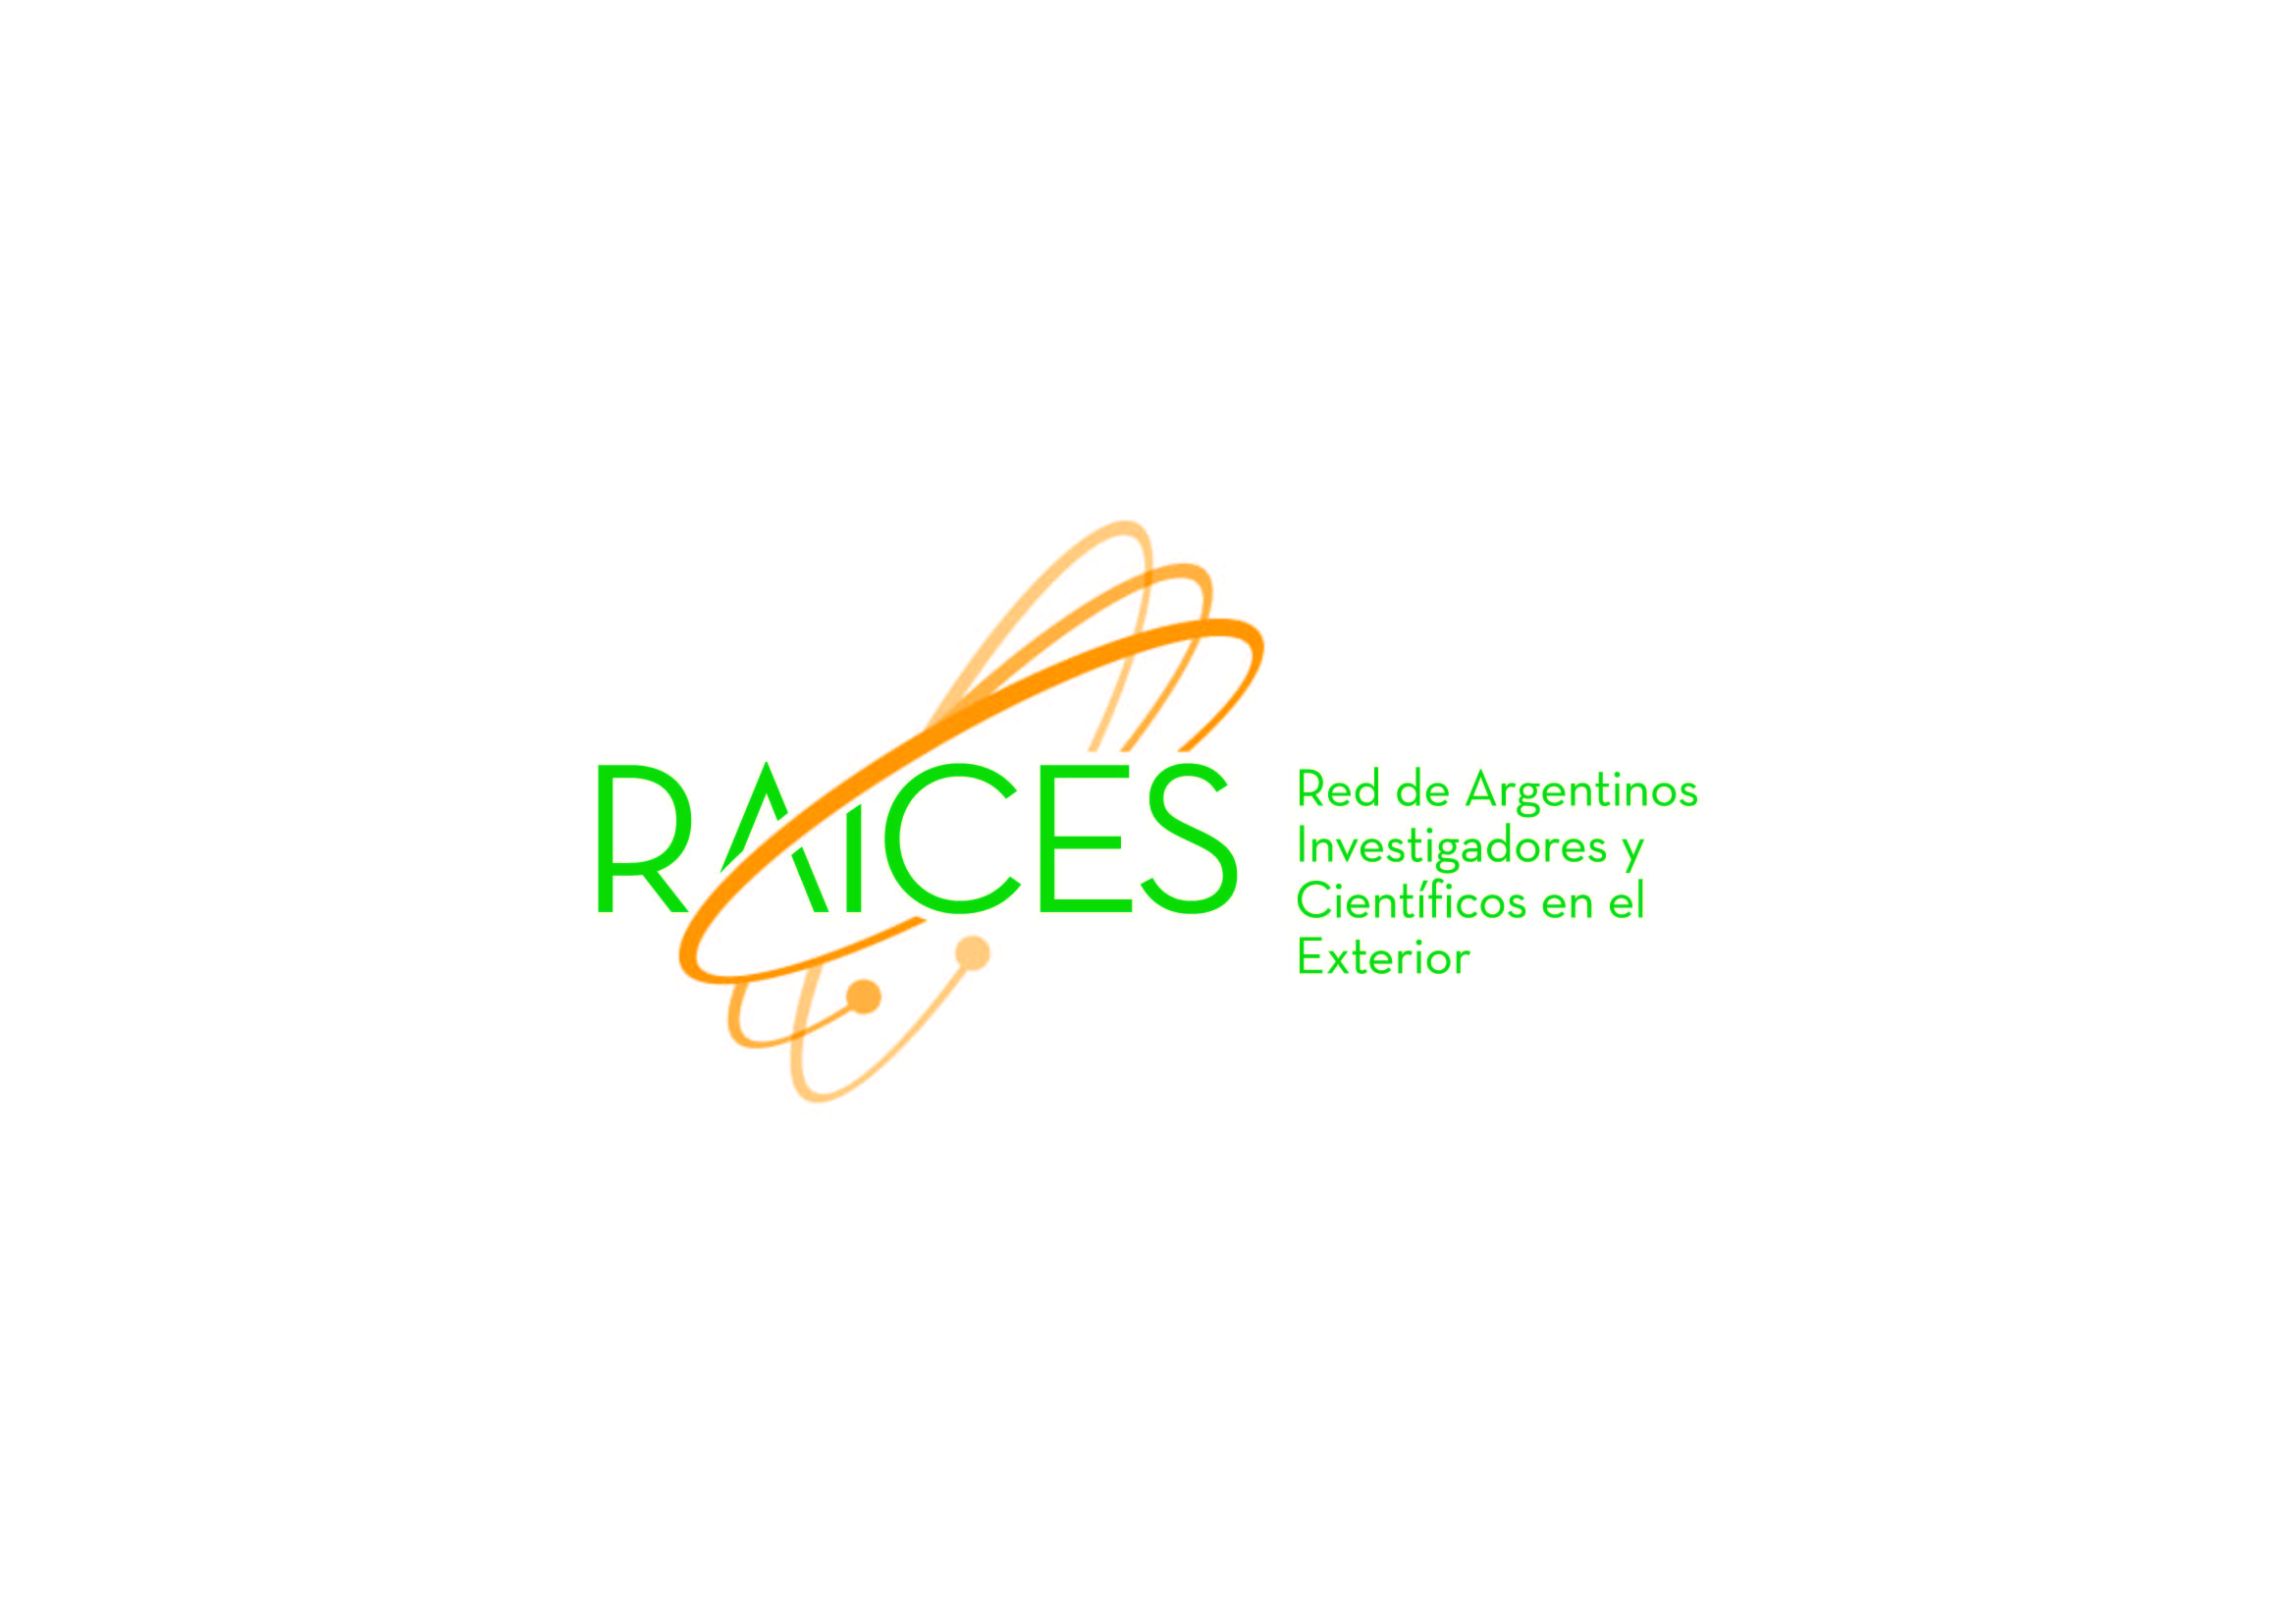 RAICES
Red de Argentinos
Investigadores y
Científicos en el
Exterior